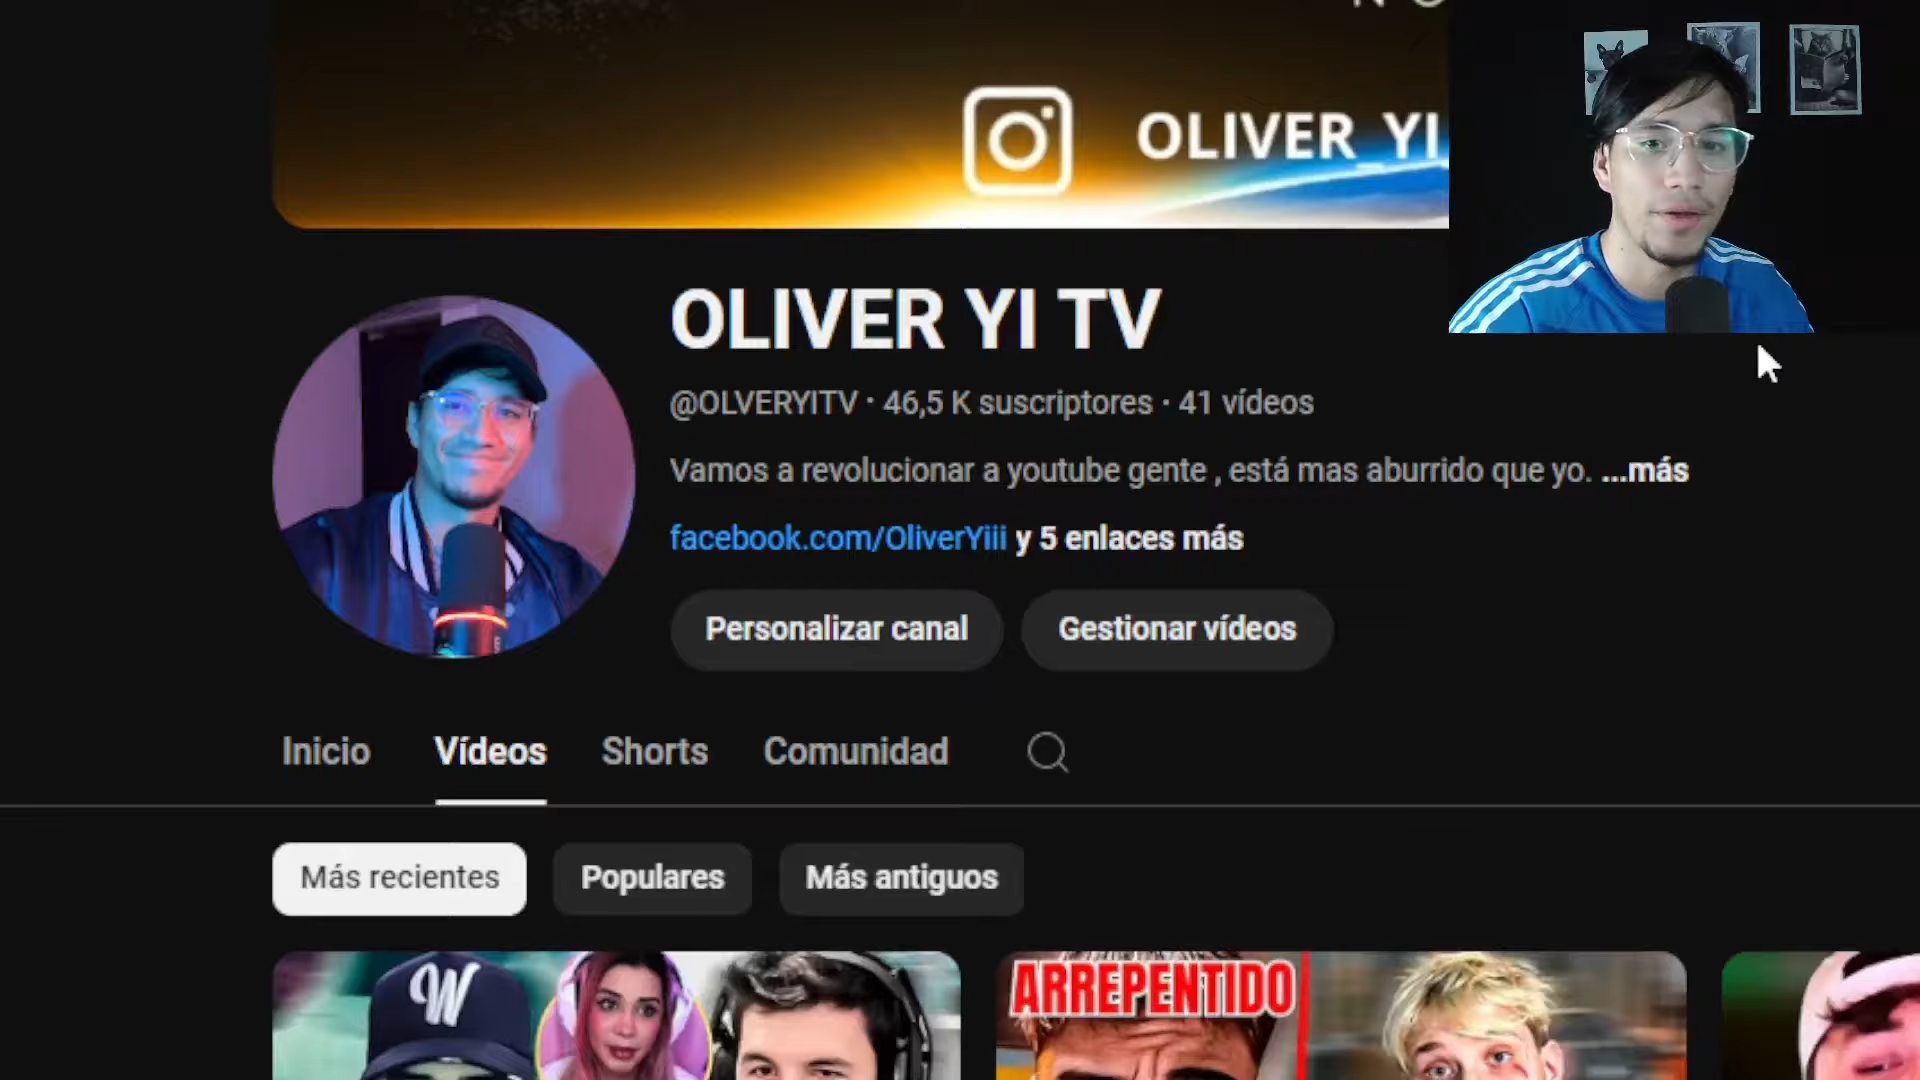 OLIVER_YI
OLIVER YI TV
@OLVERYITV · 46,5 K suscriptores · 41 vídeos
Vamos a revolucionar a youtube gente , está mas aburrido que yo. ...más
facebook.com/OliverYiii y 5 enlaces más
Personalizar canal
Gestionar vídeos
Inicio
Vídeos
Shorts
Comunidad
Más recientes
Populares
Más antiguos
W
ARREPENTIDO